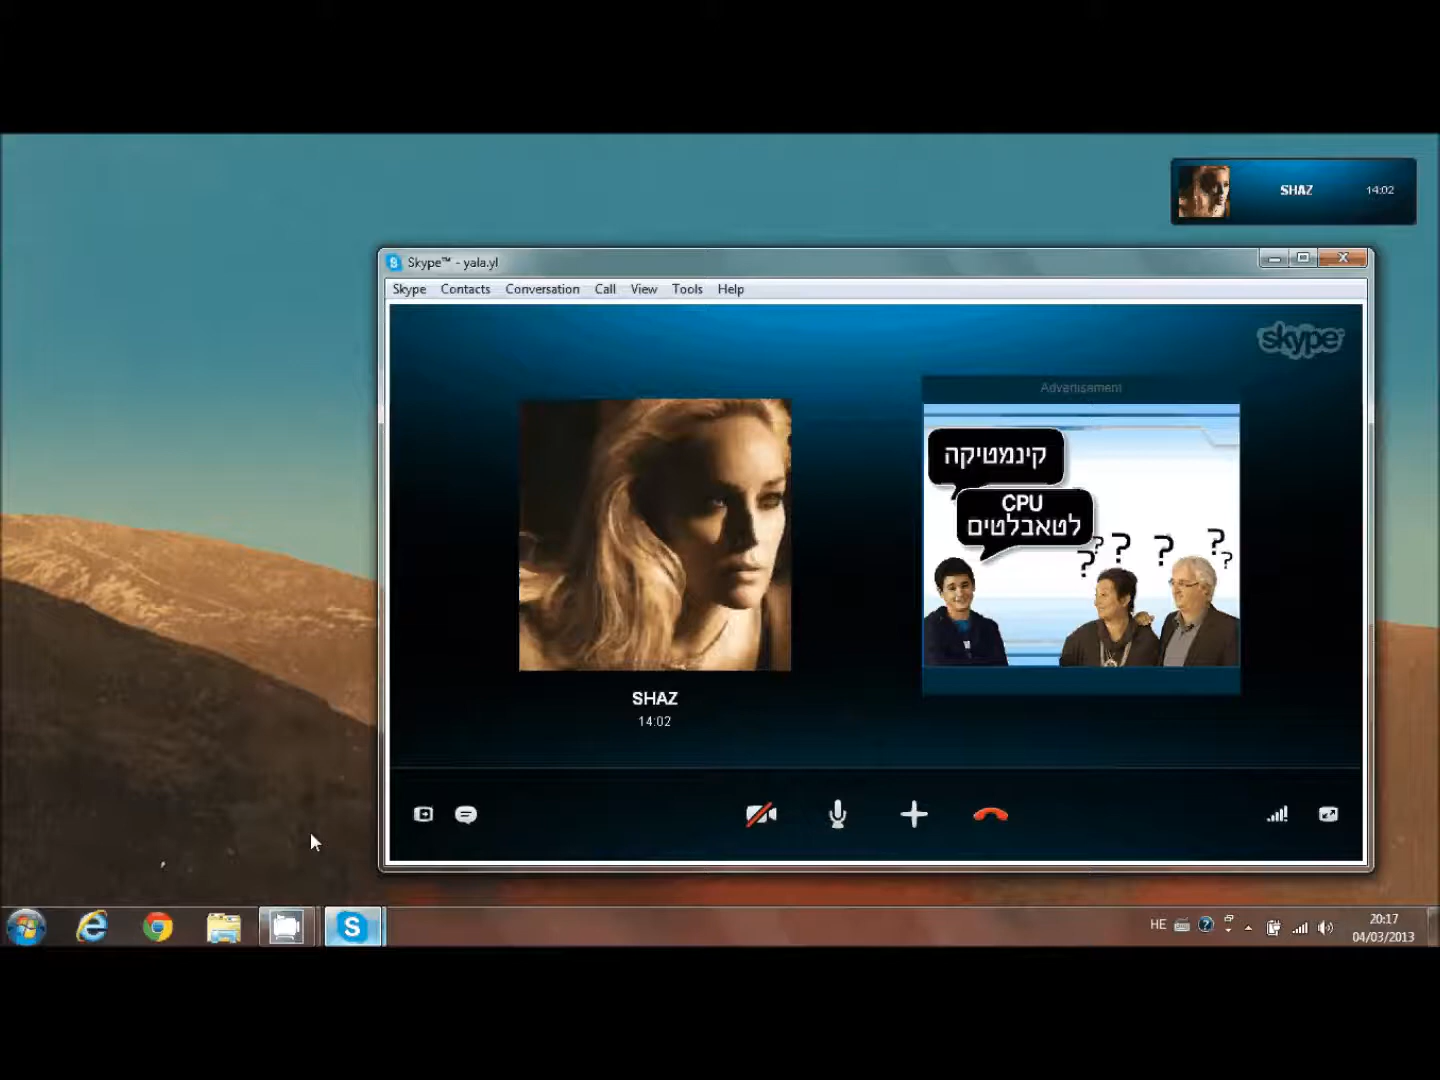 SHAZ 14:02
Skype™ - yala.yl
Skype Contacts Conversation Call View Tools Help
skype™
Advertisement
קינמטיקה
CPU
לטאבלטים
? ? ? ? ? ?
SHAZ
14:02
HE
20:17
04/03/2013